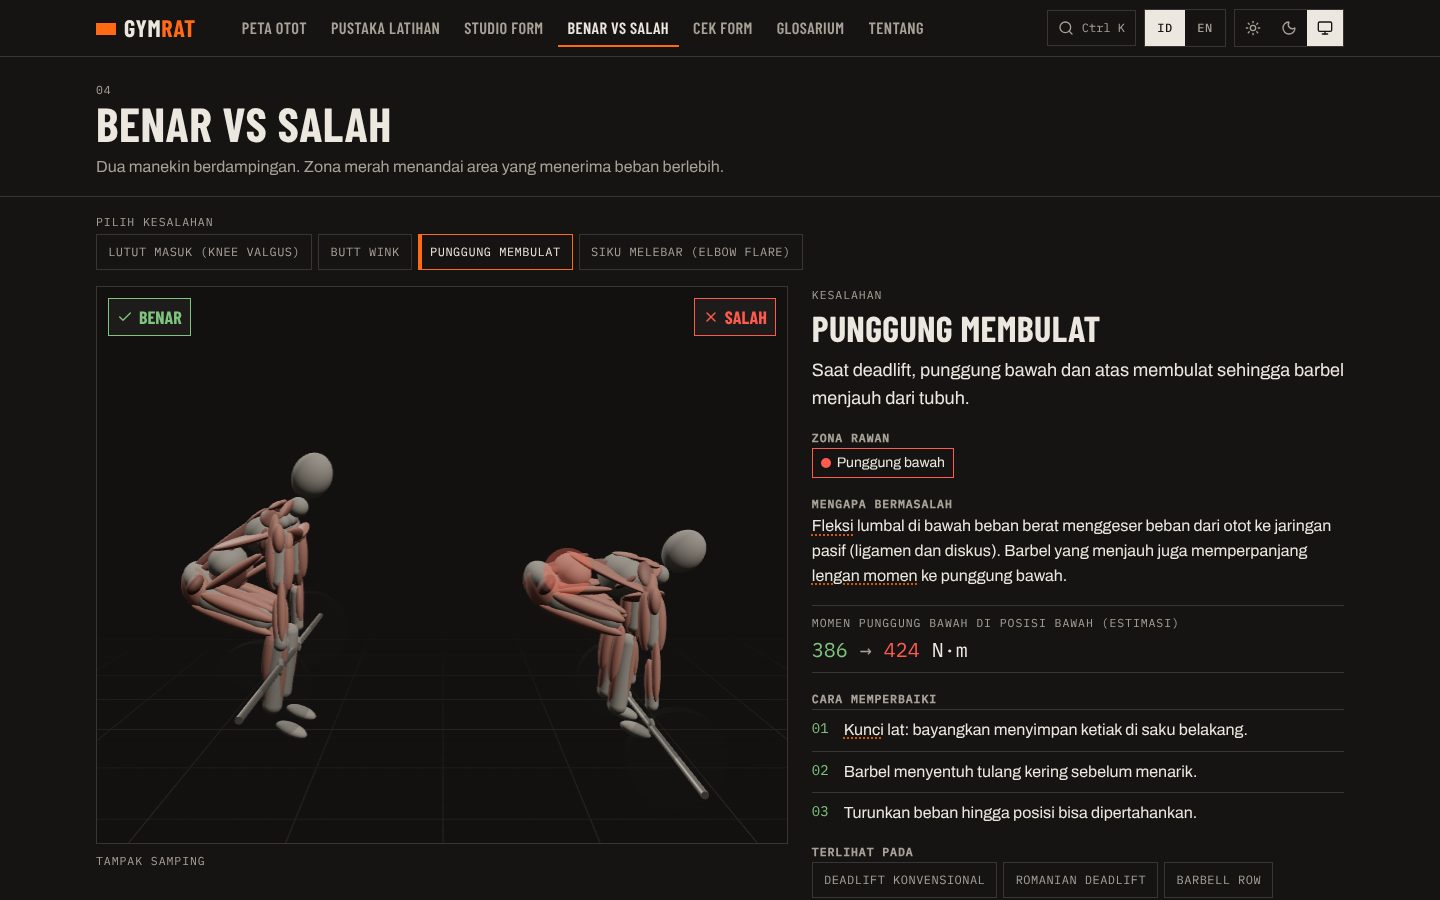 GYMRAT
PETA OTOT
PUSTAKA LATIHAN
STUDIO FORM
BENAR VS SALAH
CEK FORM
GLOSARIUM
TENTANG
Ctrl K
ID
EN
04
BENAR VS SALAH
Dua manekin berdampingan. Zona merah menandai area yang menerima beban berlebih.
PILIH KESALAHAN
LUTUT MASUK (KNEE VALGUS)
BUTT WINK
PUNGGUNG MEMBULAT
SIKU MELEBAR (ELBOW FLARE)
BENAR
SALAH
TAMPAK SAMPING
KESALAHAN
PUNGGUNG MEMBULAT
Saat deadlift, punggung bawah dan atas membulat sehingga barbel
menjauh dari tubuh.
ZONA RAWAN
Punggung bawah
MENGAPA BERMASALAH
Fleksi lumbal di bawah beban berat menggeser beban dari otot ke jaringan
pasif (ligamen dan diskus). Barbel yang menjauh juga memperpanjang
lengan momen ke punggung bawah.
MOMEN PUNGGUNG BAWAH DI POSISI BAWAH (ESTIMASI)
386 → 424 N·m
CARA MEMPERBAIKI
01 Kunci lat: bayangkan menyimpan ketiak di saku belakang.
02 Barbel menyentuh tulang kering sebelum menarik.
03 Turunkan beban hingga posisi bisa dipertahankan.
TERLIHAT PADA
DEADLIFT KONVENSIONAL
ROMANIAN DEADLIFT
BARBELL ROW